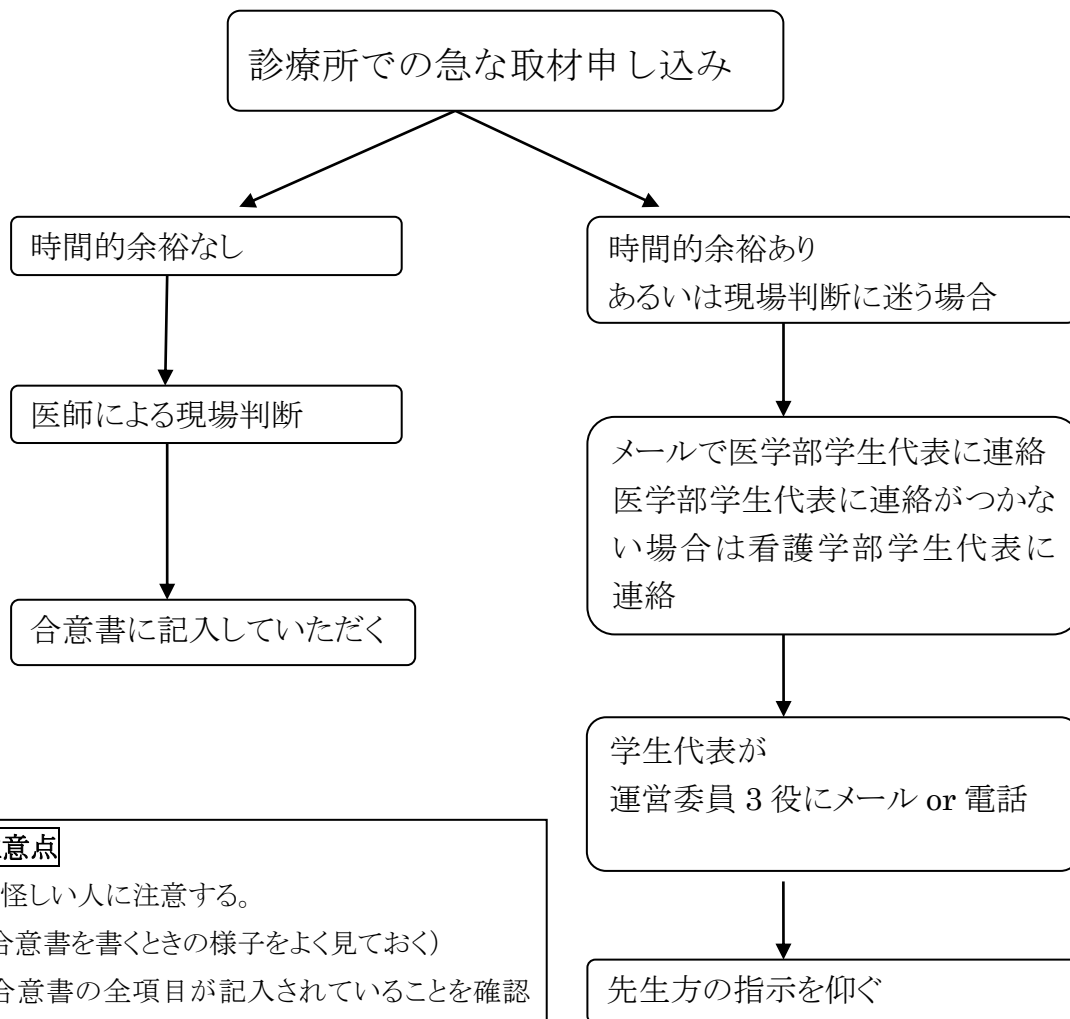 診療所での急な取材申し込み
時間的余裕なし
医師による現場判断
合意書に記入していただく
時間的余裕あり
あるいは現場判断に迷う場合
メールで医学部学生代表に連絡
医学部学生代表に連絡がつかな
い場合は看護学部学生代表に
連絡
学生代表が
運営委員 3 役にメール or 電話
先生方の指示を仰ぐ
意点
怪しい人に注意する。
合意書を書くときの様子をよく見ておく)
合意書の全項目が記入されていることを確認